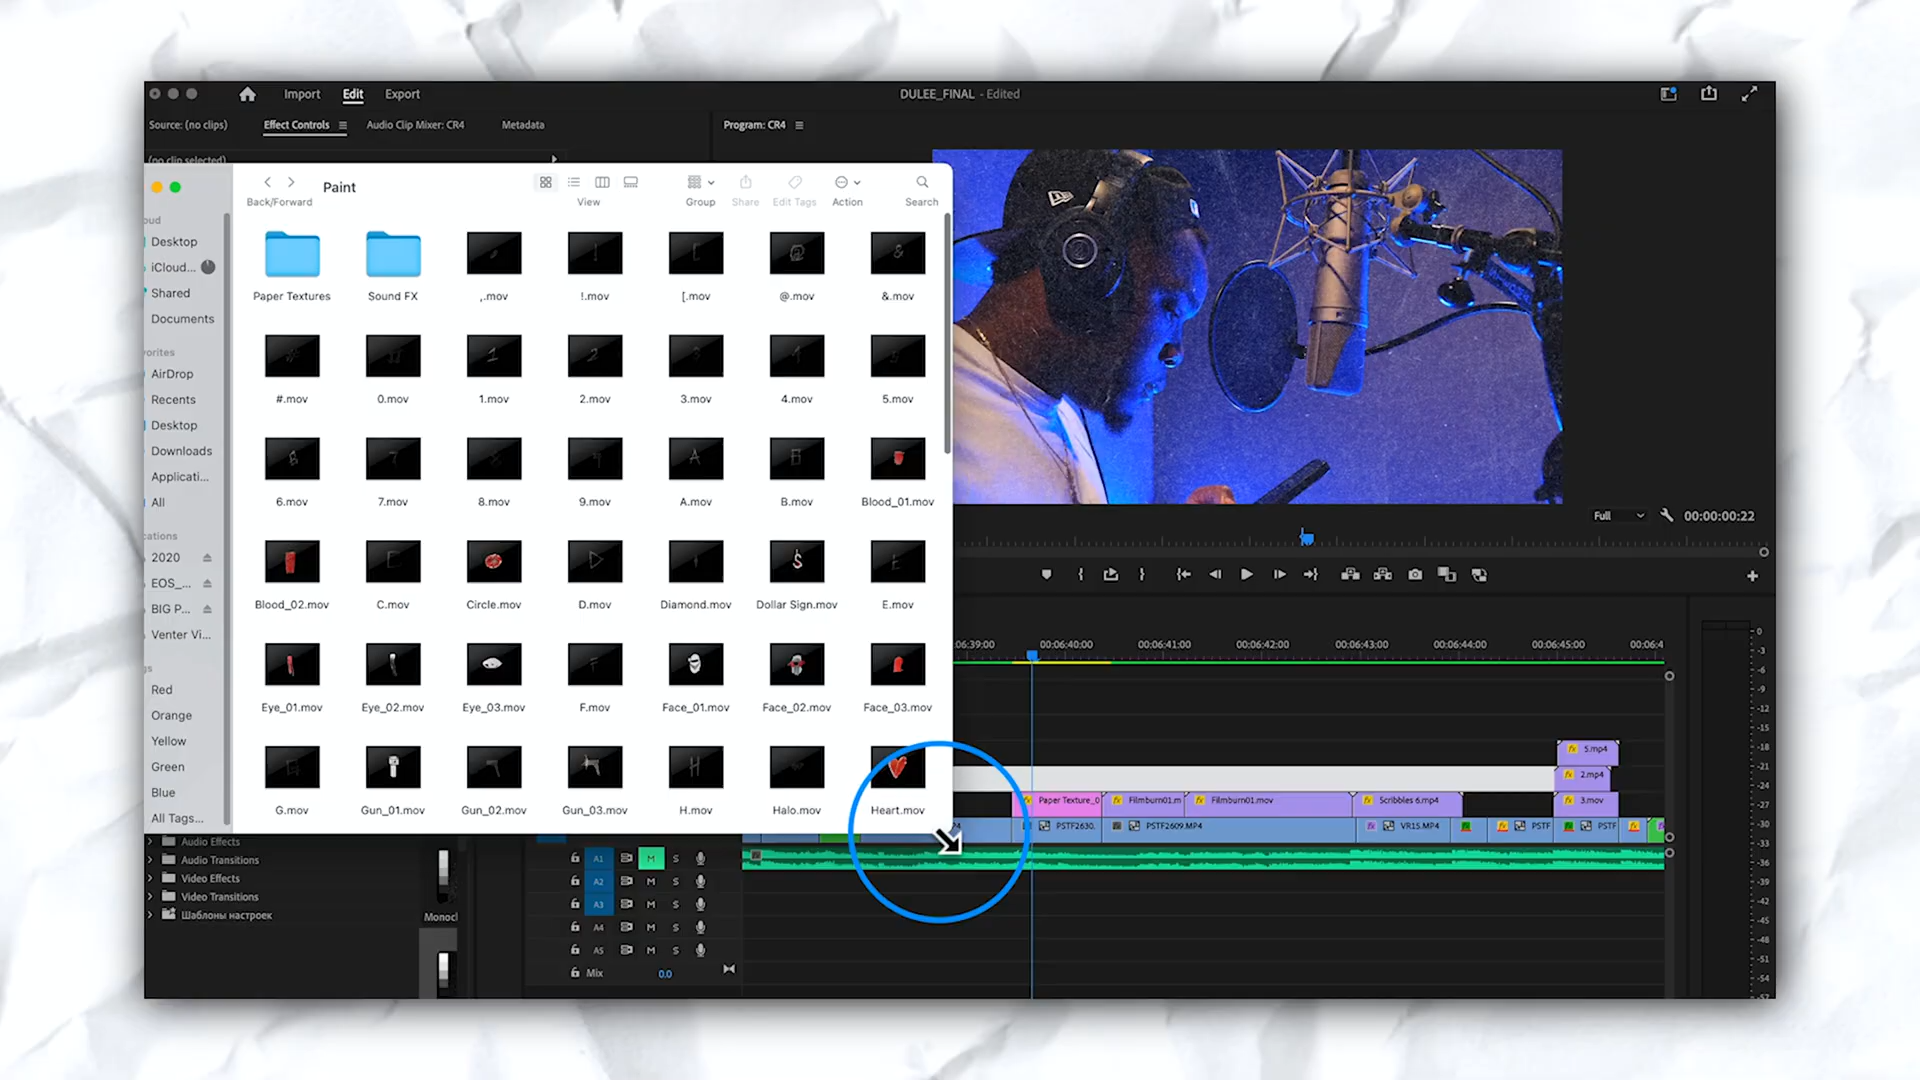 Import Edit Export
DULEE_FINAL - Edited
Source: (no clips) Effect Controls Audio Clip Mixer: CR4 Metadata
Program: CR4
(no clip selected)
Paint
Back/Forward View Group Share Edit Tags Action Search
oud
Desktop
iCloud...
Shared
Documents
vorites
AirDrop
Recents
Desktop
Downloads
Applicati...
All
cations
2020
EOS_...
BIG P...
Venter Vi...
gs
Red
Orange
Yellow
Green
Blue
All Tags...
Paper Textures Sound FX ,.mov !.mov [.mov @.mov &.mov
#.mov 0.mov 1.mov 2.mov 3.mov 4.mov 5.mov
6.mov 7.mov 8.mov 9.mov A.mov B.mov Blood_01.mov
Blood_02.mov C.mov Circle.mov D.mov Diamond.mov Dollar Sign.mov E.mov
Eye_01.mov Eye_02.mov Eye_03.mov F.mov Face_01.mov Face_02.mov Face_03.mov
G.mov Gun_01.mov Gun_02.mov Gun_03.mov H.mov Halo.mov Heart.mov
Full 00:00:00:22
:06:39:00 00:06:40:00 00:06:41:00 00:06:42:00 00:06:43:00 00:06:44:00 00:06:45:00 00:06:4
5.mp4
2.mp4
Paper Texture_0 Filmburn01.m Filmburn01.mov Scribbles 6.mp4 3.mov
PSTF2630. PSTF2609.MP4 VR15.MP4 PSTF PSTF
Audio Effects
Audio Transitions
Video Effects
Video Transitions
Шаблоны настроек
Monocl
A1 M S
A2 M S
A3 M S
A4 M S
A5 M S
Mix 0.0
0
-3
-6
-9
-12
-15
-18
-21
-24
-27
-30
-33
-36
-39
-42
-45
-48
-51
-54
-57